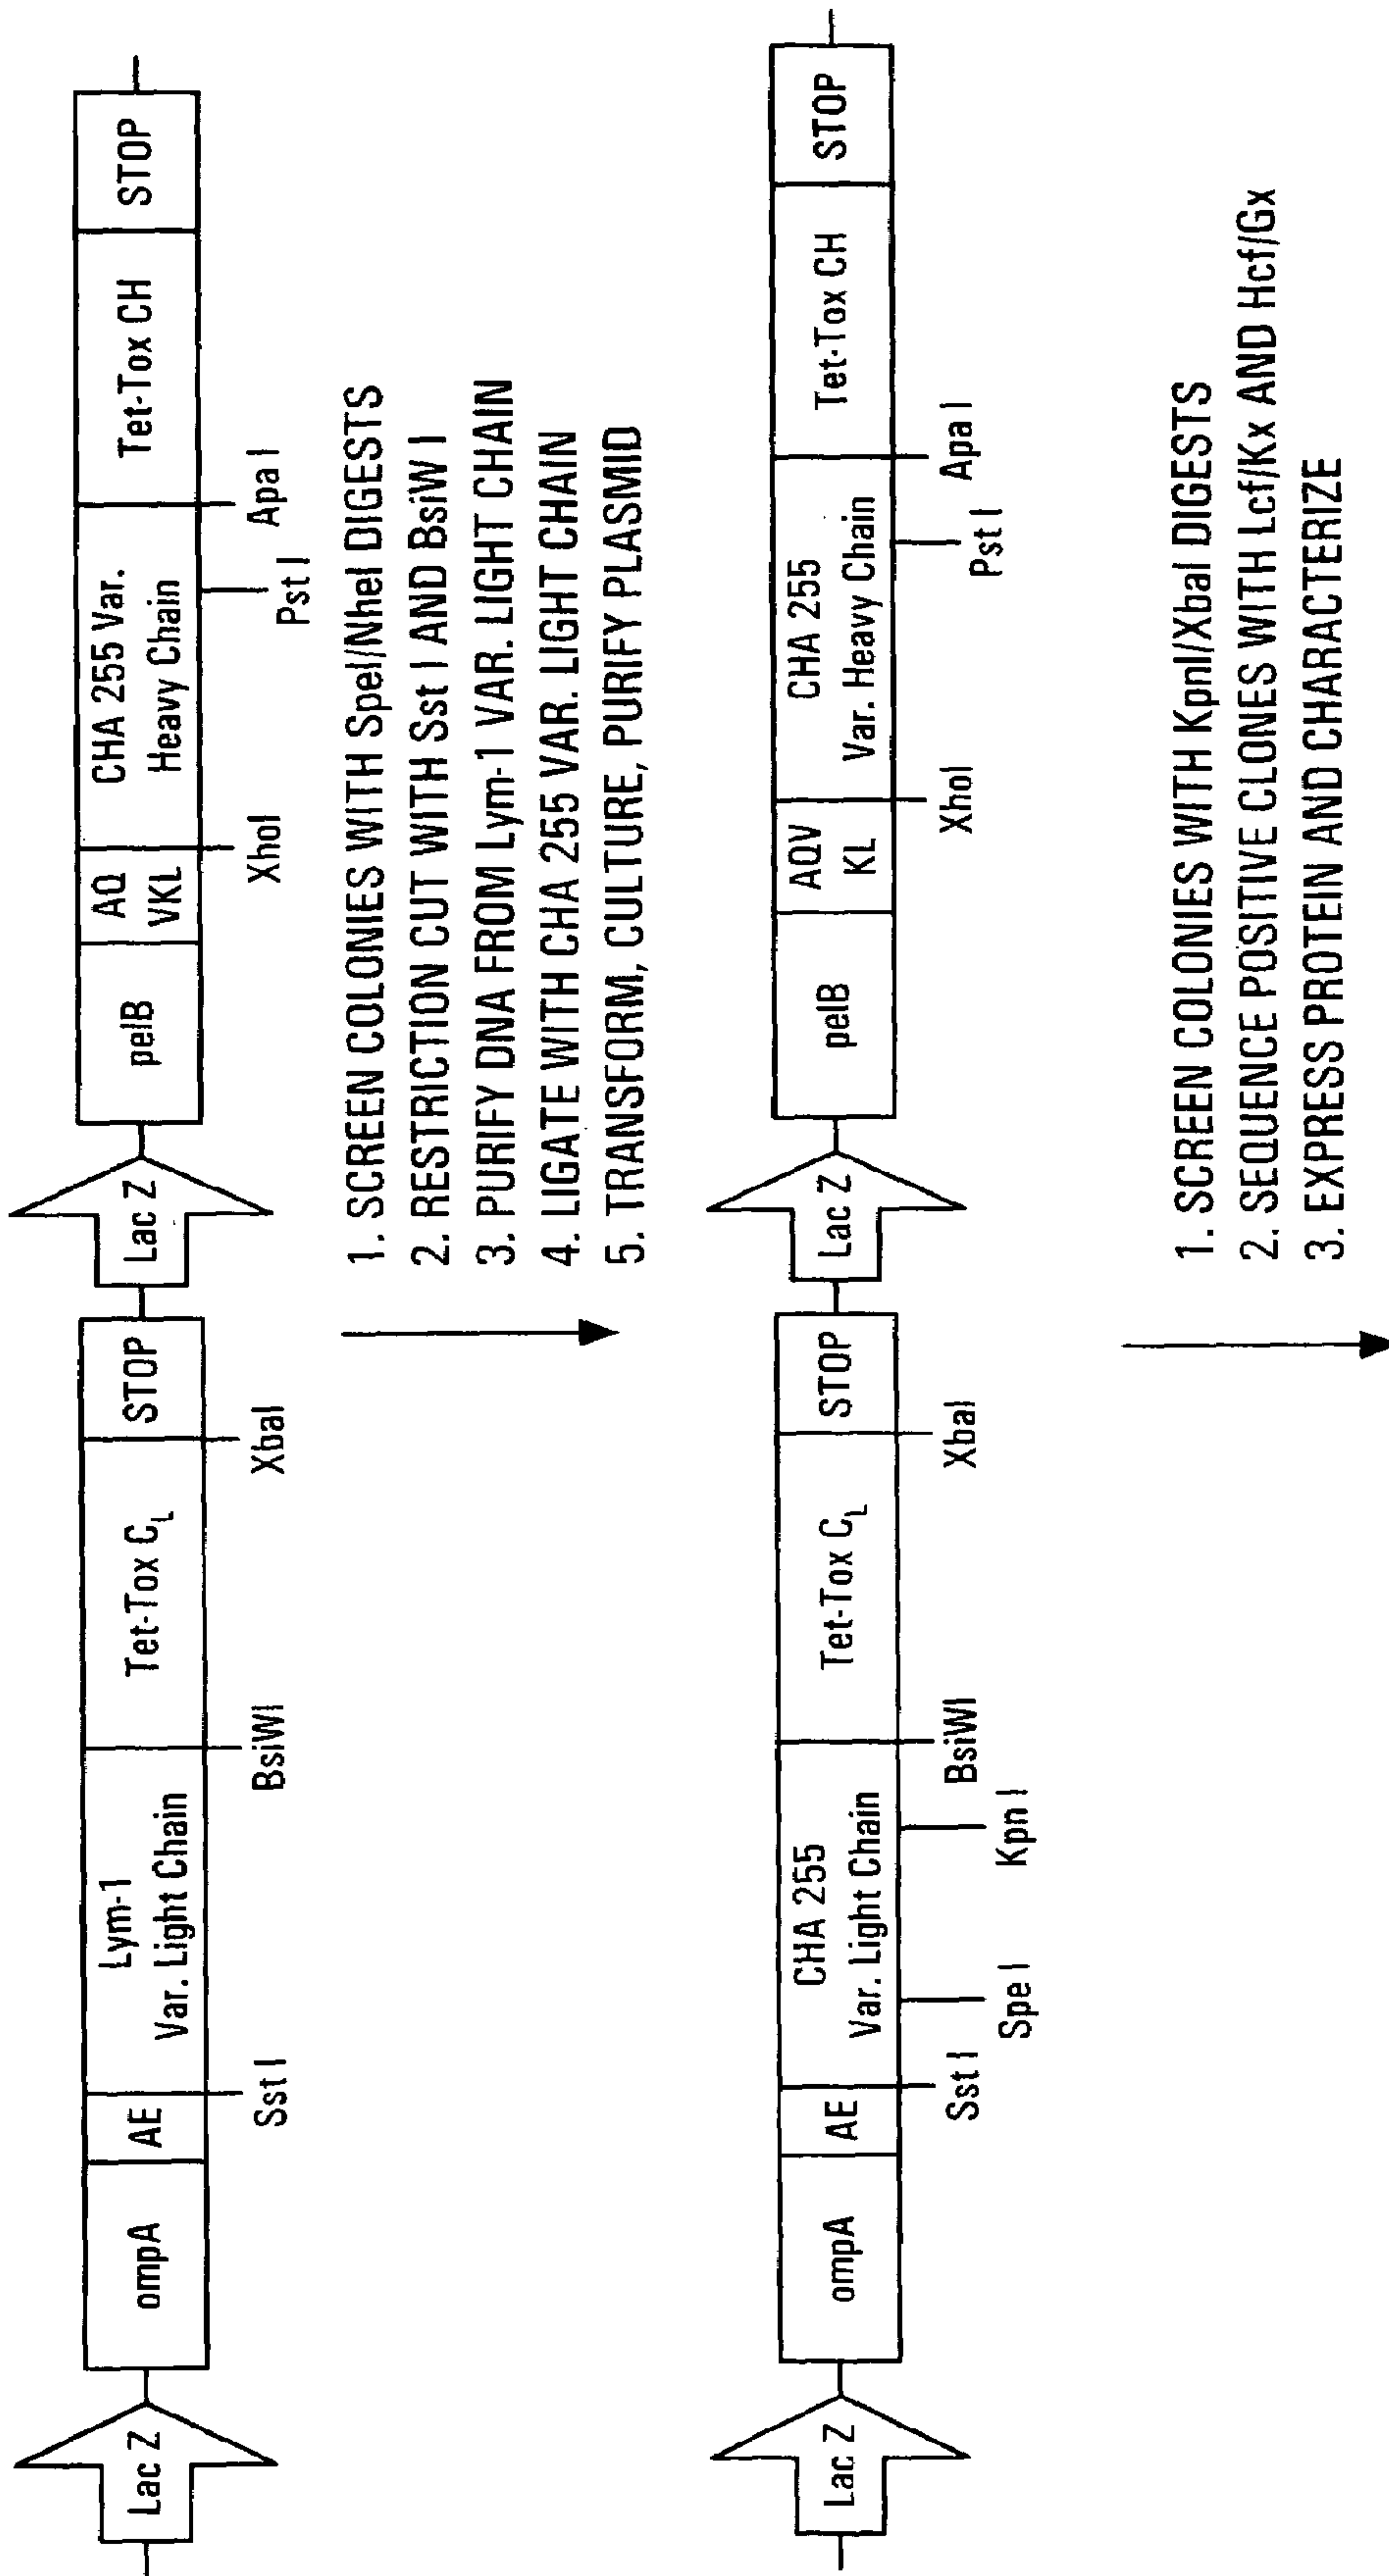 Lac Z
ompA
AE
Lym-1
Var. Light Chain
Tet-Tox CL
STOP
Lac Z
pelB
AQ
VKL
CHA 255 Var.
Heavy Chain
Tet-Tox CH
STOP
Sst I
BsiWI
XbaI
XhoI
Pst I
Apa I
1. SCREEN COLONIES WITH SpeI/NheI DIGESTS
2. RESTRICTION CUT WITH Sst I AND BsiW I
3. PURIFY DNA FROM Lym-1 VAR. LIGHT CHAIN
4. LIGATE WITH CHA 255 VAR. LIGHT CHAIN
5. TRANSFORM, CULTURE, PURIFY PLASMID
Lac Z
ompA
AE
CHA 255
Var. Light Chain
Tet-Tox CL
STOP
Lac Z
pelB
AQV
KL
CHA 255
Var. Heavy Chain
Tet-Tox CH
STOP
Sst I
Spe I
Kpn I
BsiWI
XbaI
XhoI
Pst I
Apa I
1. SCREEN COLONIES WITH KpnI/XbaI DIGESTS
2. SEQUENCE POSITIVE CLONES WITH Lcf/Kx AND Hcf/Gx
3. EXPRESS PROTEIN AND CHARACTERIZE